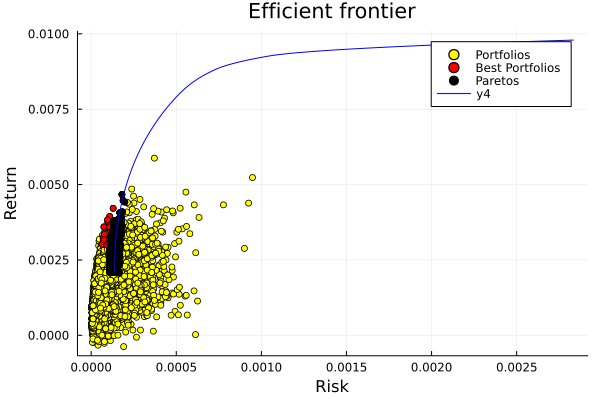 Efficient frontier
0.0100
Portfolios
Best Portfolios
Paretos
y4
0.0075
0.0050
0.0025
0.0000
Return
0.0000 0.0005 0.0010 0.0015 0.0020 0.0025
Risk